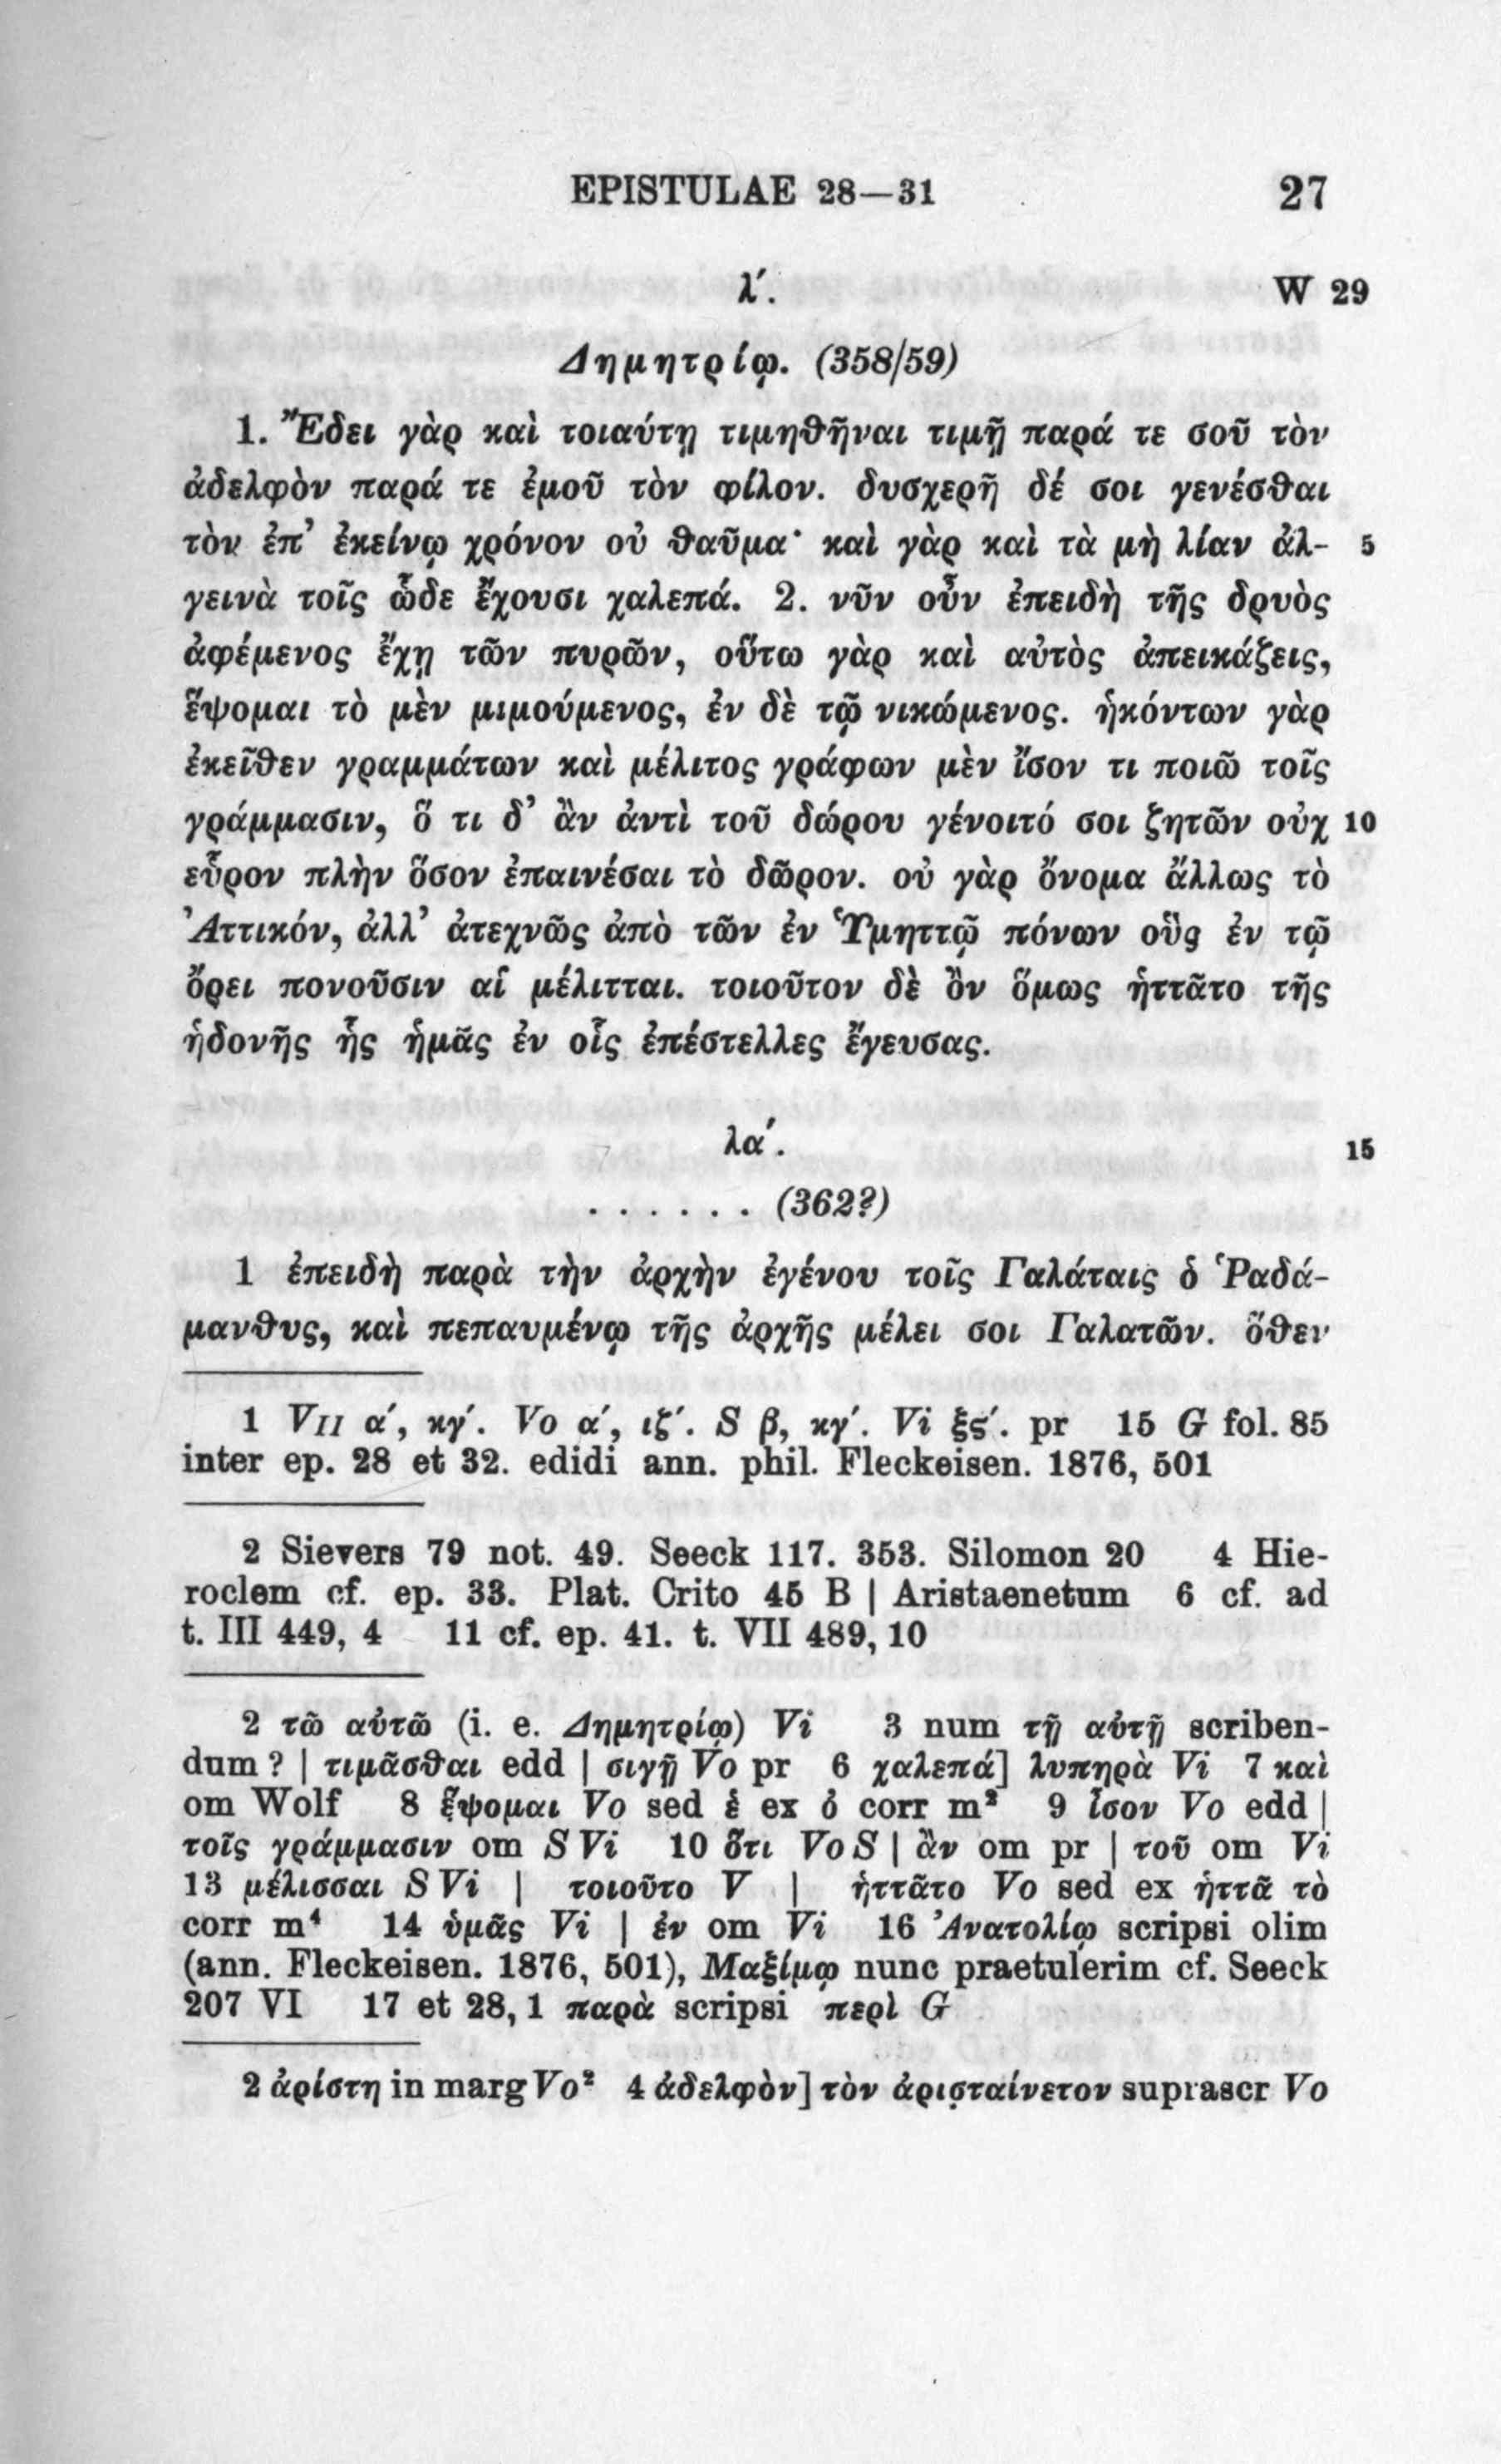 EPISTULAE 28—31 27
λ′. W 29
Δημητρίῳ. (358/59)
1. Ἔδει γὰρ καὶ τοιαύτῃ τιμηθῆναι τιμῇ παρά τε σοῦ τὸν
ἀδελφὸν παρά τε ἐμοῦ τὸν φίλον. δυσχερῆ δέ σοι γενέσθαι
τὸν ἐπ’ ἐκείνῳ χρόνον οὐ θαῦμα· καὶ γὰρ καὶ τὰ μὴ λίαν ἀλ- 5
γεινὰ τοῖς ὧδε ἔχουσι χαλεπά. 2. νῦν οὖν ἐπειδὴ τῆς δρυὸς
ἀφέμενος ἔχῃ τῶν πυρῶν, οὕτω γὰρ καὶ αὐτὸς ἀπεικάζεις,
ἕψομαι τὸ μὲν μιμούμενος, ἐν δὲ τῷ νικώμενος. ἡκόντων γὰρ
ἐκεῖθεν γραμμάτων καὶ μέλιτος γράφων μὲν ἴσον τι ποιῶ τοῖς
γράμμασιν, ὅ τι δ’ ἂν ἀντὶ τοῦ δώρου γένοιτό σοι ζητῶν οὐχ 10
εὗρον πλὴν ὅσον ἐπαινέσαι τὸ δῶρον. οὐ γὰρ ὄνομα ἄλλως τὸ
Ἀττικόν, ἀλλ’ ἀτεχνῶς ἀπὸ τῶν ἐν Ὑμηττῷ πόνων οὓς ἐν τῷ
ὄρει πονοῦσιν αἱ μέλιτται. τοιοῦτον δὲ ὂν ὅμως ἡττᾶτο τῆς
ἡδονῆς ἧς ἡμᾶς ἐν οἷς ἐπέστελλες ἔγευσας.
λα′. 15
. . . . . . (362?)
1 ἐπειδὴ παρὰ τὴν ἀρχὴν ἐγένου τοῖς Γαλάταις ὁ Ῥαδά-
μανθυς, καὶ πεπαυμένῳ τῆς ἀρχῆς μέλει σοι Γαλατῶν. ὅθεν
1 VII α′, κγ′. Vo α′, ιζ′. S β, κγ′. Vi ξς′. pr 15 G fol. 85
inter ep. 28 et 32. edidi ann. phil. Fleckeisen. 1876, 501
2 Sievers 79 not. 49. Seeck 117. 353. Silomon 20 4 Hie-
roclem cf. ep. 33. Plat. Crito 45 B | Aristaenetum 6 cf. ad
t. III 449, 4 11 cf. ep. 41. t. VII 489, 10
2 τῶ αὐτῶ (i. e. Δημητρίῳ) Vi 3 num τῇ αὐτῇ scriben-
dum? | τιμᾶσθαι edd | σιγῇ Vo pr 6 χαλεπά] λυπηρὰ Vi 7 καὶ
om Wolf 8 ἕψομαι Vo sed ἑ ex ὁ corr m² 9 ἶσον Vo edd |
τοῖς γράμμασιν om S Vi 10 ὅτι Vo S | ἂν om pr | τοῦ om Vi
13 μέλισσαι S Vi | τοιοῦτο V | ἡττᾶτο Vo sed ex ἡττᾶ τὸ
corr m⁴ 14 ὑμᾶς Vi | ἐν om Vi 16 Ἀνατολίῳ scripsi olim
(ann. Fleckeisen. 1876, 501), Μαξίμῳ nunc praetulerim cf. Seeck
207 VI 17 et 28, 1 παρὰ scripsi περὶ G
2 ἀρίστη in marg Vo² 4 ἀδελφὸν] τὸν ἀρισταίνετον suprascr Vo